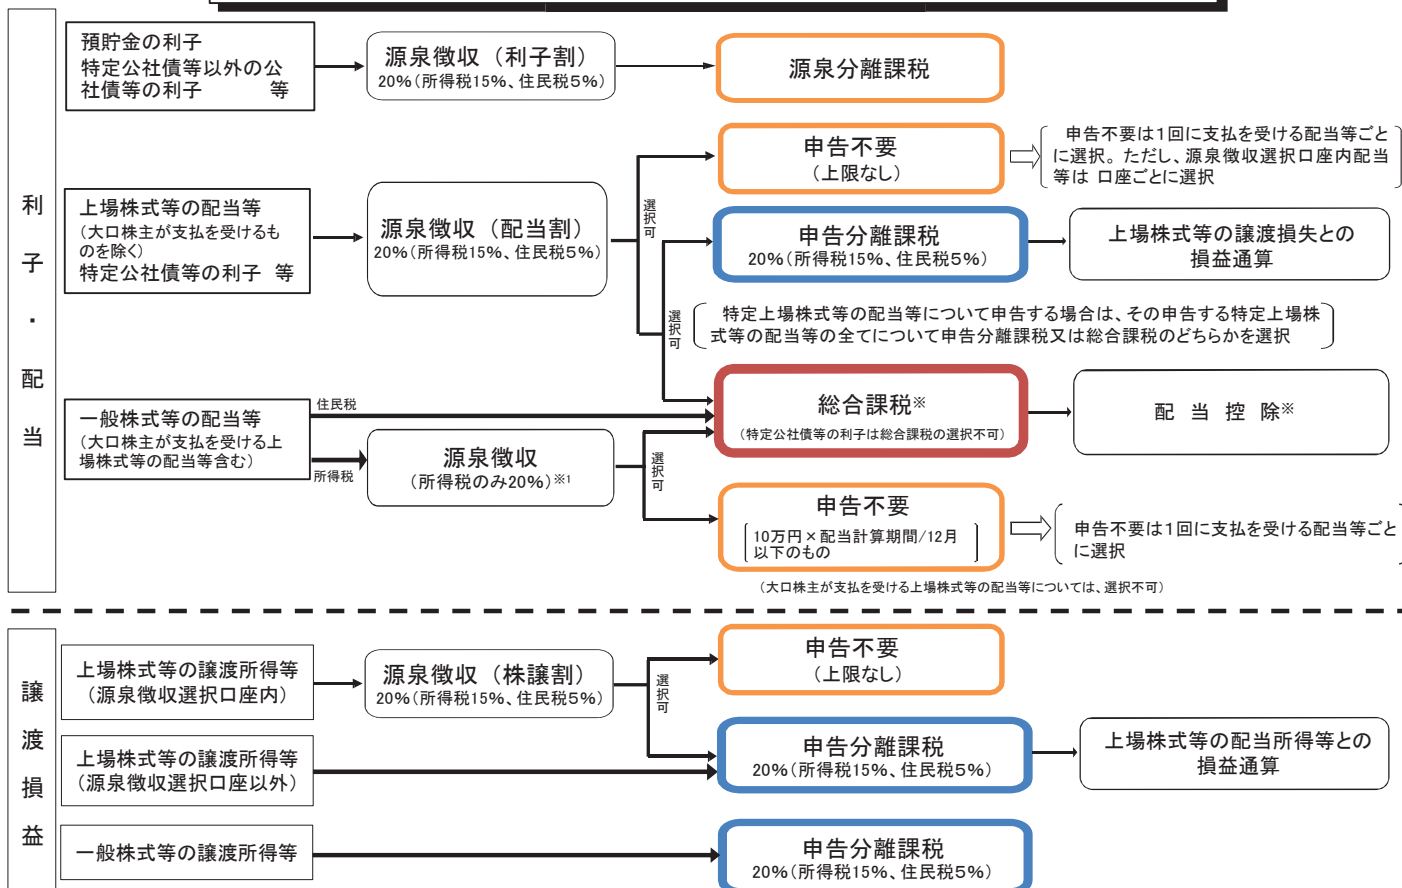 利子・配当
預貯金の利子
特定公社債等以外の公
社債等の利子　　　等
源泉徴収（利子割）
20%（所得税15%、住民税5%）
源泉分離課税
上場株式等の配当等
（大口株主が支払を受けるも
のを除く）
特定公社債等の利子　等
源泉徴収（配当割）
20%（所得税15%、住民税5%）
選択可
申告不要
（上限なし）
申告不要は１回に支払を受ける配当等ごと
に選択。ただし、源泉徴収選択口座内配当
等は 口座ごとに選択
申告分離課税
20%（所得税15%、住民税5%）
上場株式等の譲渡損失との
損益通算
選択可
特定上場株式等の配当等について申告する場合は、その申告する特定上場株
式等の配当等の全てについて申告分離課税又は総合課税のどちらかを選択
一般株式等の配当等
（大口株主が支払を受ける上
場株式等の配当等含む）
住民税
所得税
源泉徴収
（所得税のみ20%）※1
選択可
総合課税※
（特定公社債等の利子は総合課税の選択不可）
配　当　控　除※
申告不要
10万円×配当計算期間/12月
以下のもの
申告不要は１回に支払を受ける配当等ごと
に選択
（大口株主が支払を受ける上場株式等の配当等については、選択不可）
譲渡損益
上場株式等の譲渡所得等
（源泉徴収選択口座内）
源泉徴収（株譲割）
20%（所得税15%、住民税5%）
選択可
申告不要
（上限なし）
上場株式等の譲渡所得等
（源泉徴収選択口座以外）
申告分離課税
20%（所得税15%、住民税5%）
上場株式等の配当所得等との
損益通算
一般株式等の譲渡所得等
申告分離課税
20%（所得税15%、住民税5%）